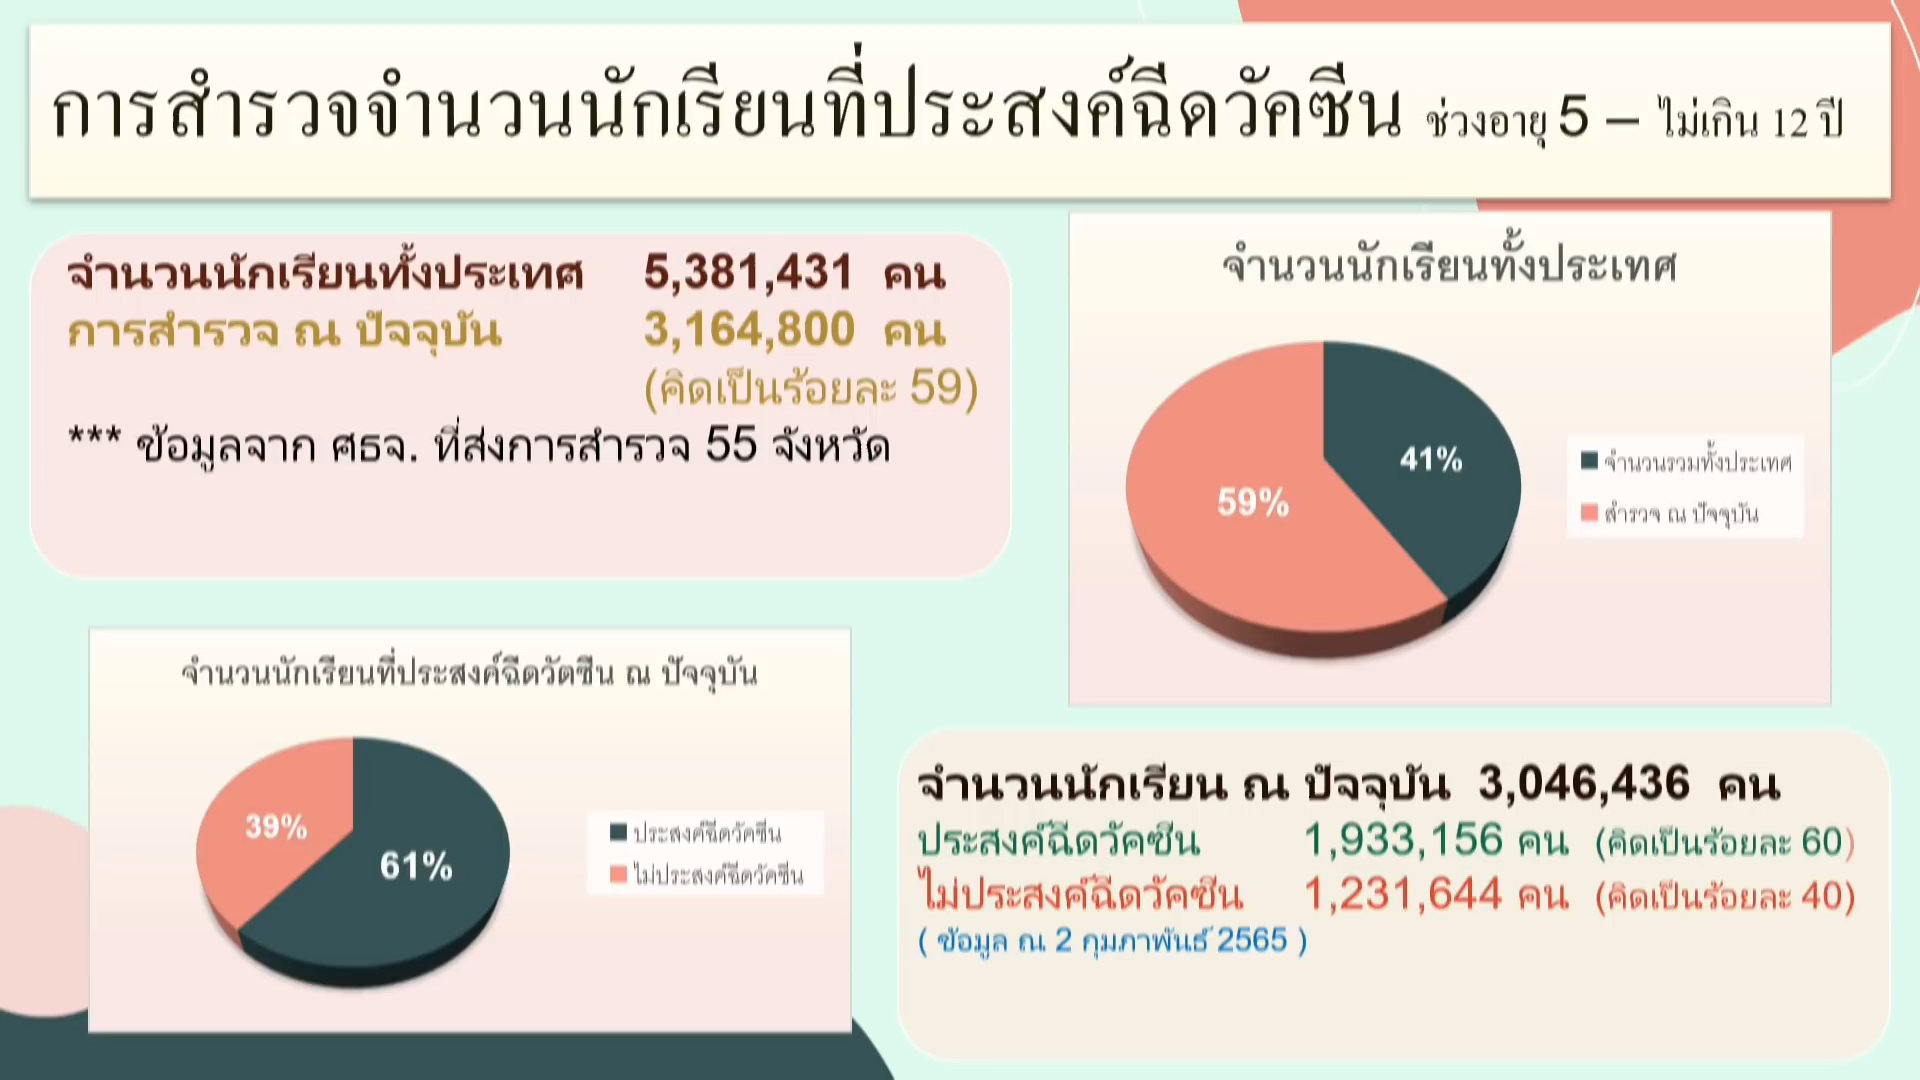 การสำรวจจำนวนนักเรียนที่ประสงค์ฉีดวัคซีน ช่วงอายุ 5 – ไม่เกิน 12 ปี
จำนวนนักเรียนทั้งประเทศ 5,381,431 คน
การสำรวจ ณ ปัจจุบัน 3,164,800 คน
(คิดเป็นร้อยละ 59)
*** ข้อมูลจาก ศธจ. ที่ส่งการสำรวจ 55 จังหวัด
จำนวนนักเรียนทั้งประเทศ
41%
59%
จำนวนรวมทั้งประเทศ
สำรวจ ณ ปัจจุบัน
จำนวนนักเรียนที่ประสงค์ฉีดวัตซีน ณ ปัจจุบัน
39%
61%
ประสงค์ฉีดวัคซีน
ไม่ประสงค์ฉีดวัคซีน
จำนวนนักเรียน ณ ปัจจุบัน 3,046,436 คน
ประสงค์ฉีดวัคซีน 1,933,156 คน (คิดเป็นร้อยละ 60)
ไม่ประสงค์ฉีดวัคซีน 1,231,644 คน (คิดเป็นร้อยละ 40)
( ข้อมูล ณ 2 กุมภาพันธ์ 2565 )